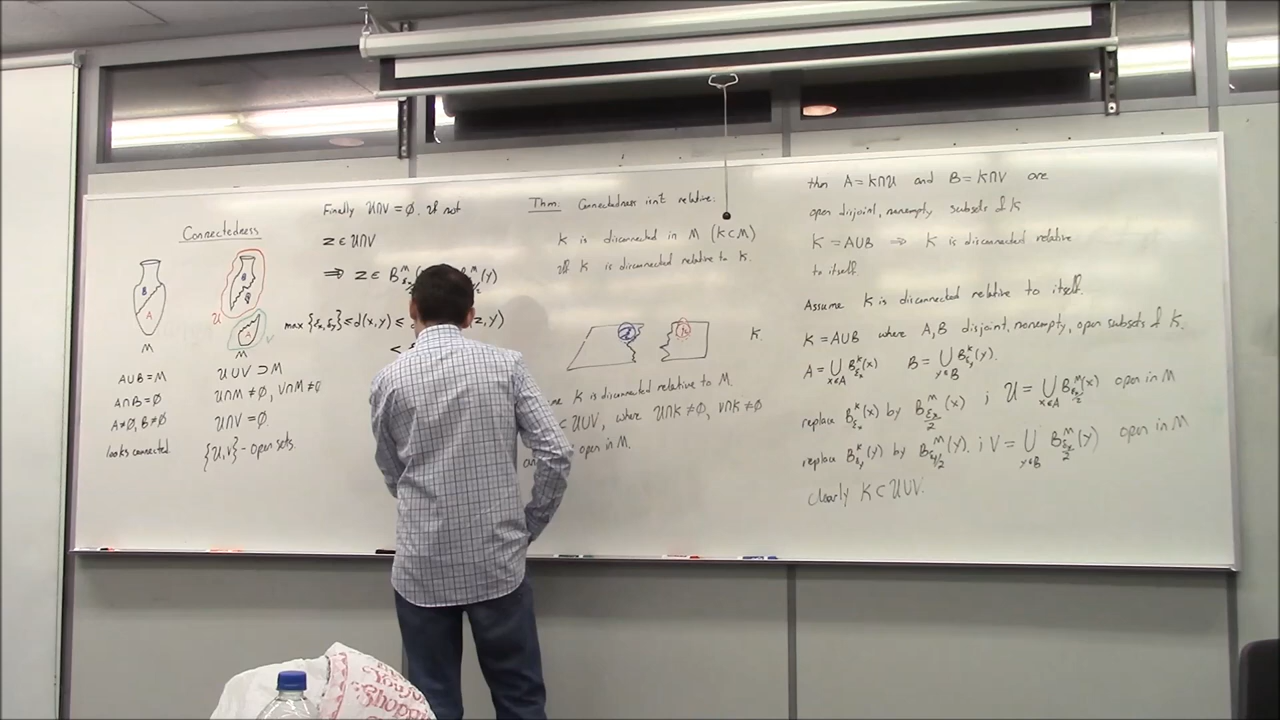 Connectedness
B
A
M
B
A
U
V
M
A∪B = M
A∩B = ∅
A≠∅, B≠∅
looks connected.
U∪V ⊃ M
U∩M ≠ ∅, V∩M ≠ ∅
U∩V = ∅.
{U,V} - open sets.
Finally U∩V = ∅. If not
z ∈ U∩V
⇒ z ∈ B^M (y)
max {ε_x, ε_y} ≤ d(x,y) ≤ z,y)
<
Thm: Connectedness isn't relative.
K is disconnected in M (K⊂M)
iff K is disconnected relative to K.
K.
K is disconnected relative to M.
⊂ U∪V, where U∩K ≠ ∅, V∩K ≠ ∅
open in M.
then A = K∩U and B = K∩V are
open disjoint, nonempty subsets of K
K = A∪B ⇒ K is disconnected relative
to itself.
Assume K is disconnected relative to itself.
K = A∪B where A, B disjoint, nonempty, open subsets of K.
A = ∪_{x∈A} B^K_{ε_x}(x) B = ∪_{y∈B} B^K_{ε_y}(y).
replace B^K_{ε_x}(x) by B^M_{ε_x/2}(x) ; U = ∪_{x∈A} B^M_{ε_x/2}(x) open in M
replace B^K_{ε_y}(y) by B^M_{ε_y/2}(y). ; V = ∪_{y∈B} B^M_{ε_x/2}(y) open in M
clearly K ⊂ U∪V.